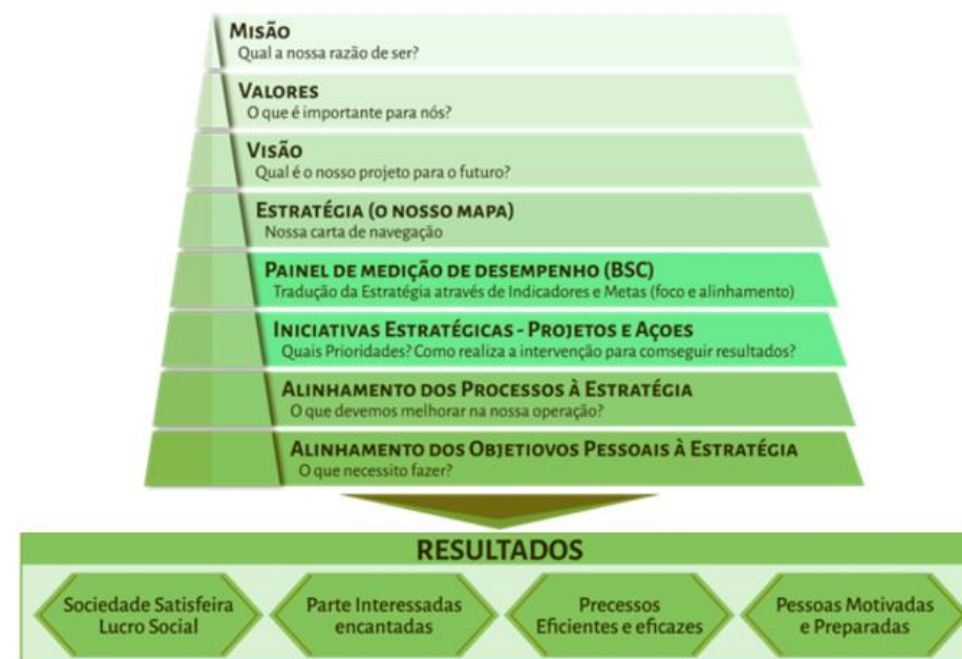 MISÃO
Qual a nossa razão de ser?
VALORES
O que é importante para nós?
VISÃO
Qual é o nosso projeto para o futuro?
ESTRATÉGIA (O NOSSO MAPA)
Nossa carta de navegação
PAINEL DE MEDIÇÃO DE DESEMPENHO (BSC)
Tradução da Estratégia através de Indicadores e Metas (foco e alinhamento)
INICIATIVAS ESTRATÉGICAS - PROJETOS E AÇOES
Quais Prioridades? Como realiza a intervenção para comseguir resultados?
ALINHAMENTO DOS PROCESSOS À ESTRATÉGIA
O que devemos melhorar na nossa operação?
ALINHAMENTO DOS OBJETIOVOS PESSOAIS À ESTRATÉGIA
O que necessito fazer?
RESULTADOS
Sociedade Satisfeira
Lucro Social
Parte Interessadas
encantadas
Precessos
Eficientes e eficazes
Pessoas Motivadas
e Preparadas